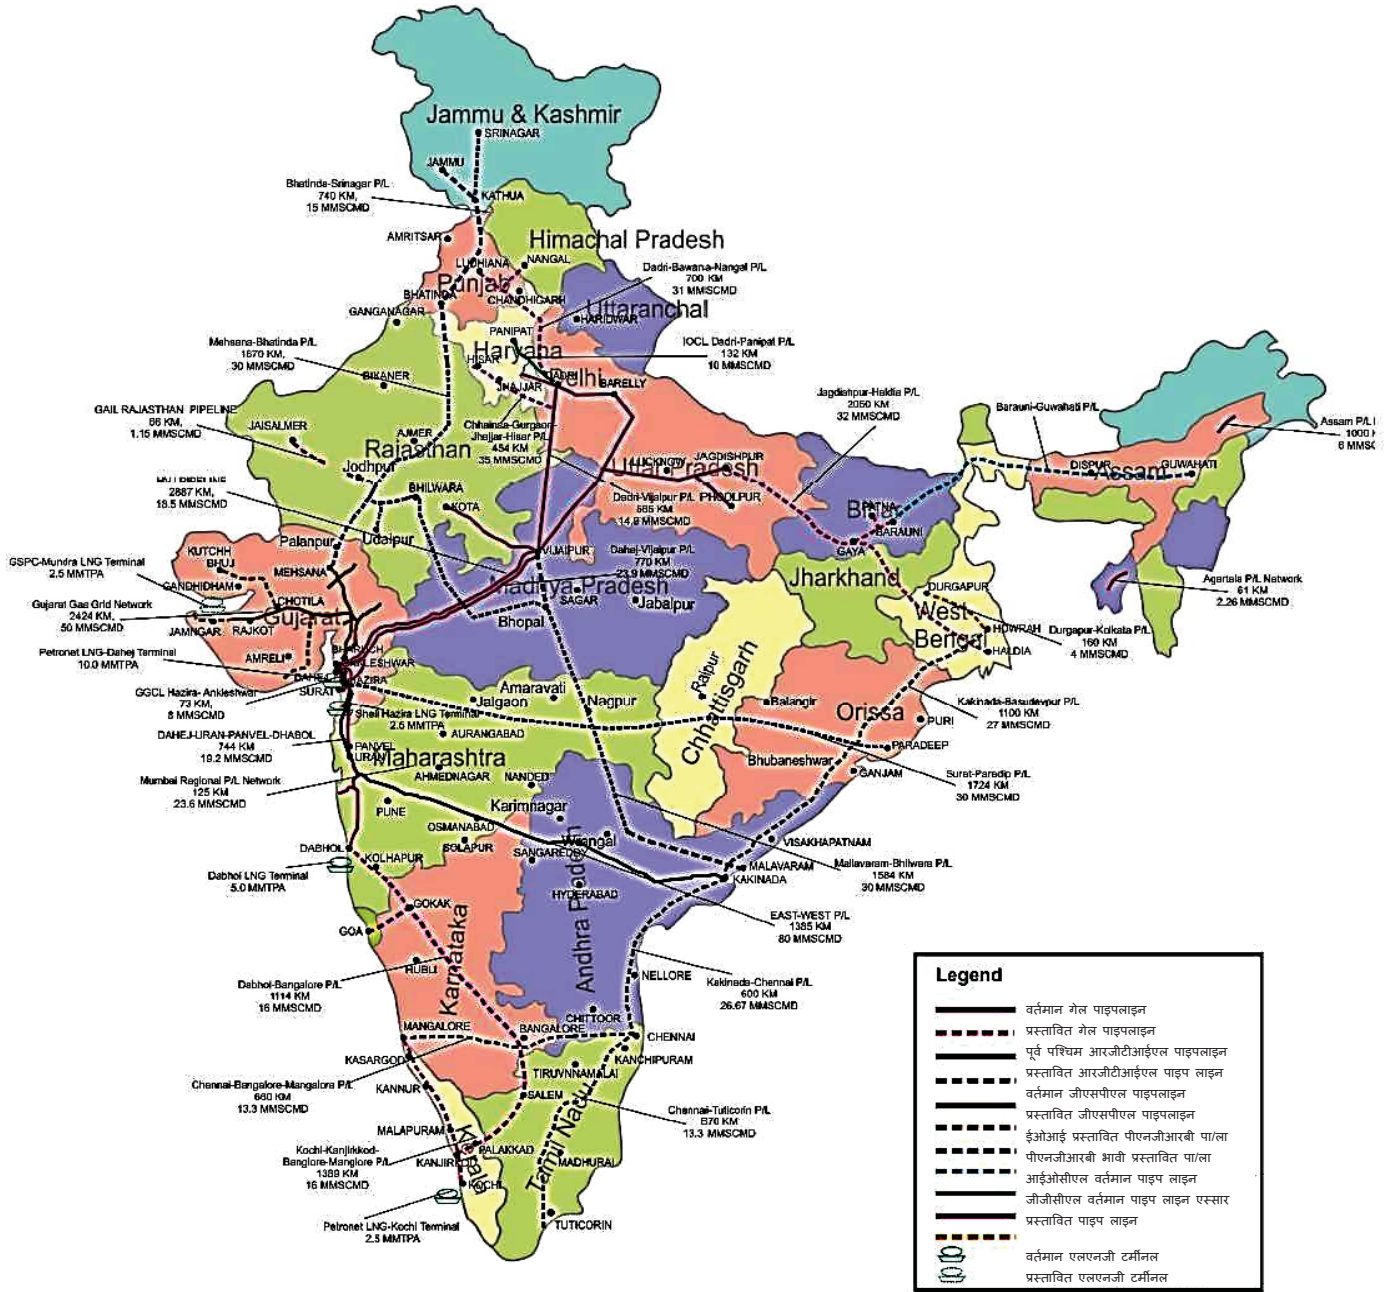 Jammu & Kashmir
SRINAGAR
JAMMU
Bhatinda-Srinagar P/L
740 KM,
15 MMSCMD
KATHUA
AMRITSAR
Himachal Pradesh
LUDHIANA
NANGAL
Punjab
Dadri-Bawana-Nangal P/L
700 KM
31 MMSCMD
BHATINDA
CHANDHIGARH
GANGANAGAR
Uttaranchal
HARIDWAR
PANIPAT
Mehsana-Bhatinda P/L
1670 KM,
30 MMSCMD
Haryana
HISAR
IOCL Dadri-Panipat P/L
132 KM
10 MMSCMD
BIKANER
JHAJJAR
DADRI
Delhi
BARELLY
Jagdishpur-Haldia P/L
2050 KM
32 MMSCMD
Barauni-Guwahati P/L
GAIL RAJASTHAN PIPELINE
66 KM,
1.15 MMSCMD
JAISALMER
AJMER
Rajasthan
Chhainsa-Gurgaon-
Jhajjar-Hisar P/L
454 KM
35 MMSCMD
Assam P/L
1000
6 MMSC
Jodhpur
LUCKNOW
JAGDISHPUR
Uttar Pradesh
DISPUR
GUWAHATI
Assam
2887 KM,
18.5 MMSCMD
BHILWARA
KOTA
Dadri-Vijaipur P/L
585 KM
14.9 MMSCMD
PHOOLPUR
PATNA
Bihar
BARAUNI
Palanpur
Udaipur
GAYA
KUTCHH
BHUJ
VIJAIPUR
Dahej-Vijaipur P/L
770 KM
23.9 MMSCMD
GSPC-Mundra LNG Terminal
2.5 MMTPA
MEHSANA
GANDHIDHAM
Madhya Pradesh
SAGAR
Jabalpur
Jharkhand
DURGAPUR
Agartala P/L Network
61 KM
2.26 MMSCMD
Gujarat Gas Grid Network
2424 KM,
50 MMSCMD
CHOTILA
Gujarat
JAMNGAR
RAJKOT
Bhopal
West
Bengal
HOWRAH
Durgapur-Kolkata P/L
160 KM
4 MMSCMD
HALDIA
Petronet LNG-Dahej Terminal
10.0 MMTPA
AMRELI
BHARUCH
ANKLESHWAR
DAHEJ
HAZIRA
SURAT
GGCL Hazira- Ankleshwar
73 KM,
8 MMSCMD
Raipur
Chhattisgarh
Amaravati
Jalgaon
Nagpur
Balangir
Orissa
Kakinada-Basudevpur P/L
1100 KM
27 MMSCMD
Shell Hazira LNG Terminal
2.5 MMTPA
PURI
DAHEJ-URAN-PANVEL-DHABOL
744 KM
19.2 MMSCMD
AURANGABAD
PANVEL
URAN
PARADEEP
Maharashtra
AHMEDNAGAR
Bhubaneshwar
GANJAM
Mumbai Regional P/L Network
125 KM
23.6 MMSCMD
NANDED
Surat-Paradip P/L
1724 KM
30 MMSCMD
PUNE
Karimnagar
OSMANABAD
SOLAPUR
Wrangal
SANGAREDDY
VISAKHAPATNAM
DABHOL
KOLHAPUR
MALAVARAM
KAKINADA
Mallavaram-Bhilwara P/L
1584 KM
30 MMSCMD
Dabhol LNG Terminal
5.0 MMTPA
HYDERABAD
Andhra Pradesh
GOKAK
EAST-WEST P/L
1385 KM
80 MMSCMD
GOA
Karnataka
HUBLI
NELLORE
Dabhol-Bangalore P/L
1114 KM
16 MMSCMD
Kakinada-Chennai P/L
600 KM
26.67 MMSCMD
CHITTOOR
MANGALORE
BANGALORE
CHENNAI
KANCHIPURAM
KASARGOD
TIRUVNNAMALAI
Chennai-Bangalore-Mangalore P/L
660 KM
13.3 MMSCMD
KANNUR
SALEM
Chennai-Tuticorin P/L
670 KM
13.3 MMSCMD
MALAPURAM
Kochi-Kanjirkkod-
Banglore-Manglore P/L
1389 KM
16 MMSCMD
PALAKKAD
KANJIRKOD
Kerala
Tamil Nadu
MADHURAI
KOCHI
Petronet LNG-Kochi Terminal
2.5 MMTPA
TUTICORIN
Legend
वर्तमान गेल पाइपलाइन
प्रस्तावित गेल पाइपलाइन
पूर्व पश्चिम आरजीटीआईएल पाइपलाइन
प्रस्तावित आरजीटीआईएल पाइप लाइन
वर्तमान जीएसपीएल पाइपलाइन
प्रस्तावित जीएसपीएल पाइपलाइन
ईओआई प्रस्तावित पीएनजीआरबी पा/ला
पीएनजीआरबी भावी प्रस्तावित पा/ला
आईओसीएल वर्तमान पाइप लाइन
जीजीसीएल वर्तमान पाइप लाइन एस्सार
प्रस्तावित पाइप लाइन
वर्तमान एलएनजी टर्मीनल
प्रस्तावित एलएनजी टर्मीनल